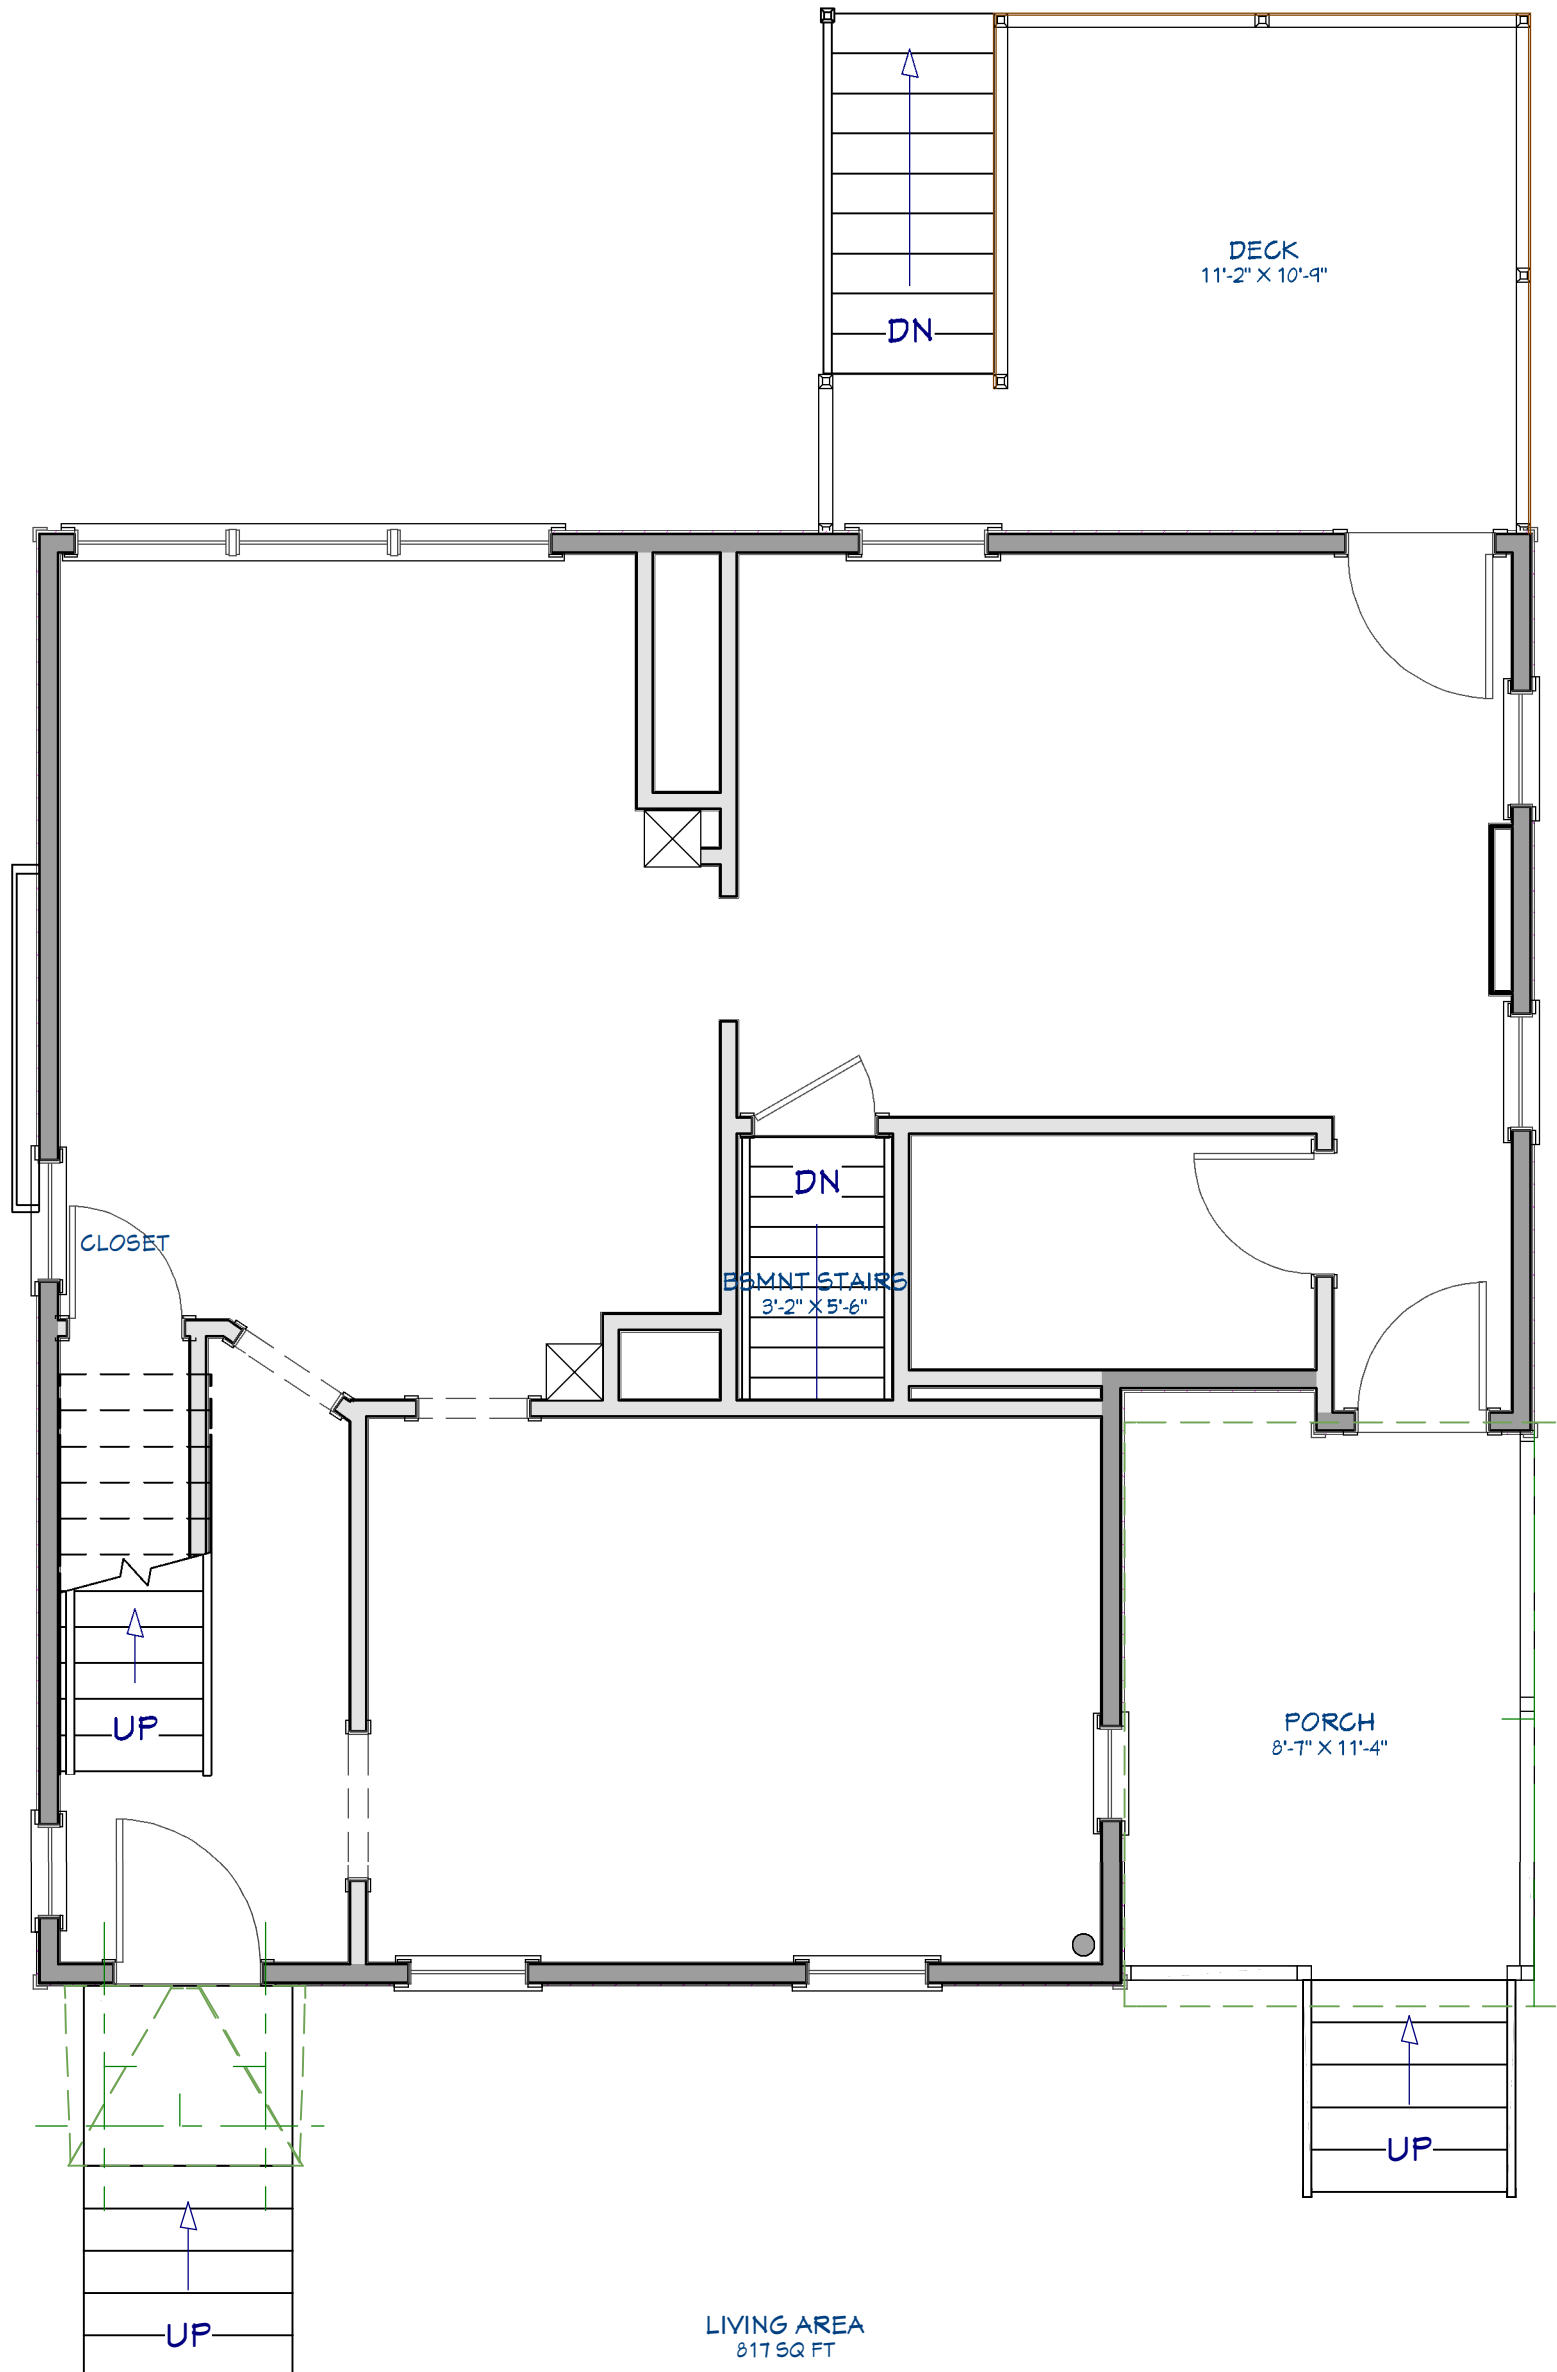 DECK
11'-2" X 10'-9"
DN
DN
CLOSET
BSMNT STAIRS
3'-2" X 5'-6"
UP
PORCH
8'-7" X 11'-4"
UP
UP
LIVING AREA
817 SQ FT